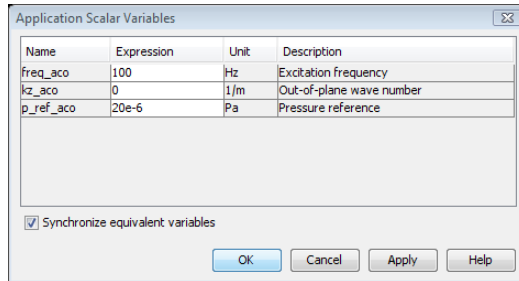 Application Scalar Variables
Name Expression Unit Description
freq_aco 100 Hz Excitation frequency
kz_aco 0 1/m Out-of-plane wave number
p_ref_aco 20e-6 Pa Pressure reference
Synchronize equivalent variables
OK Cancel Apply Help